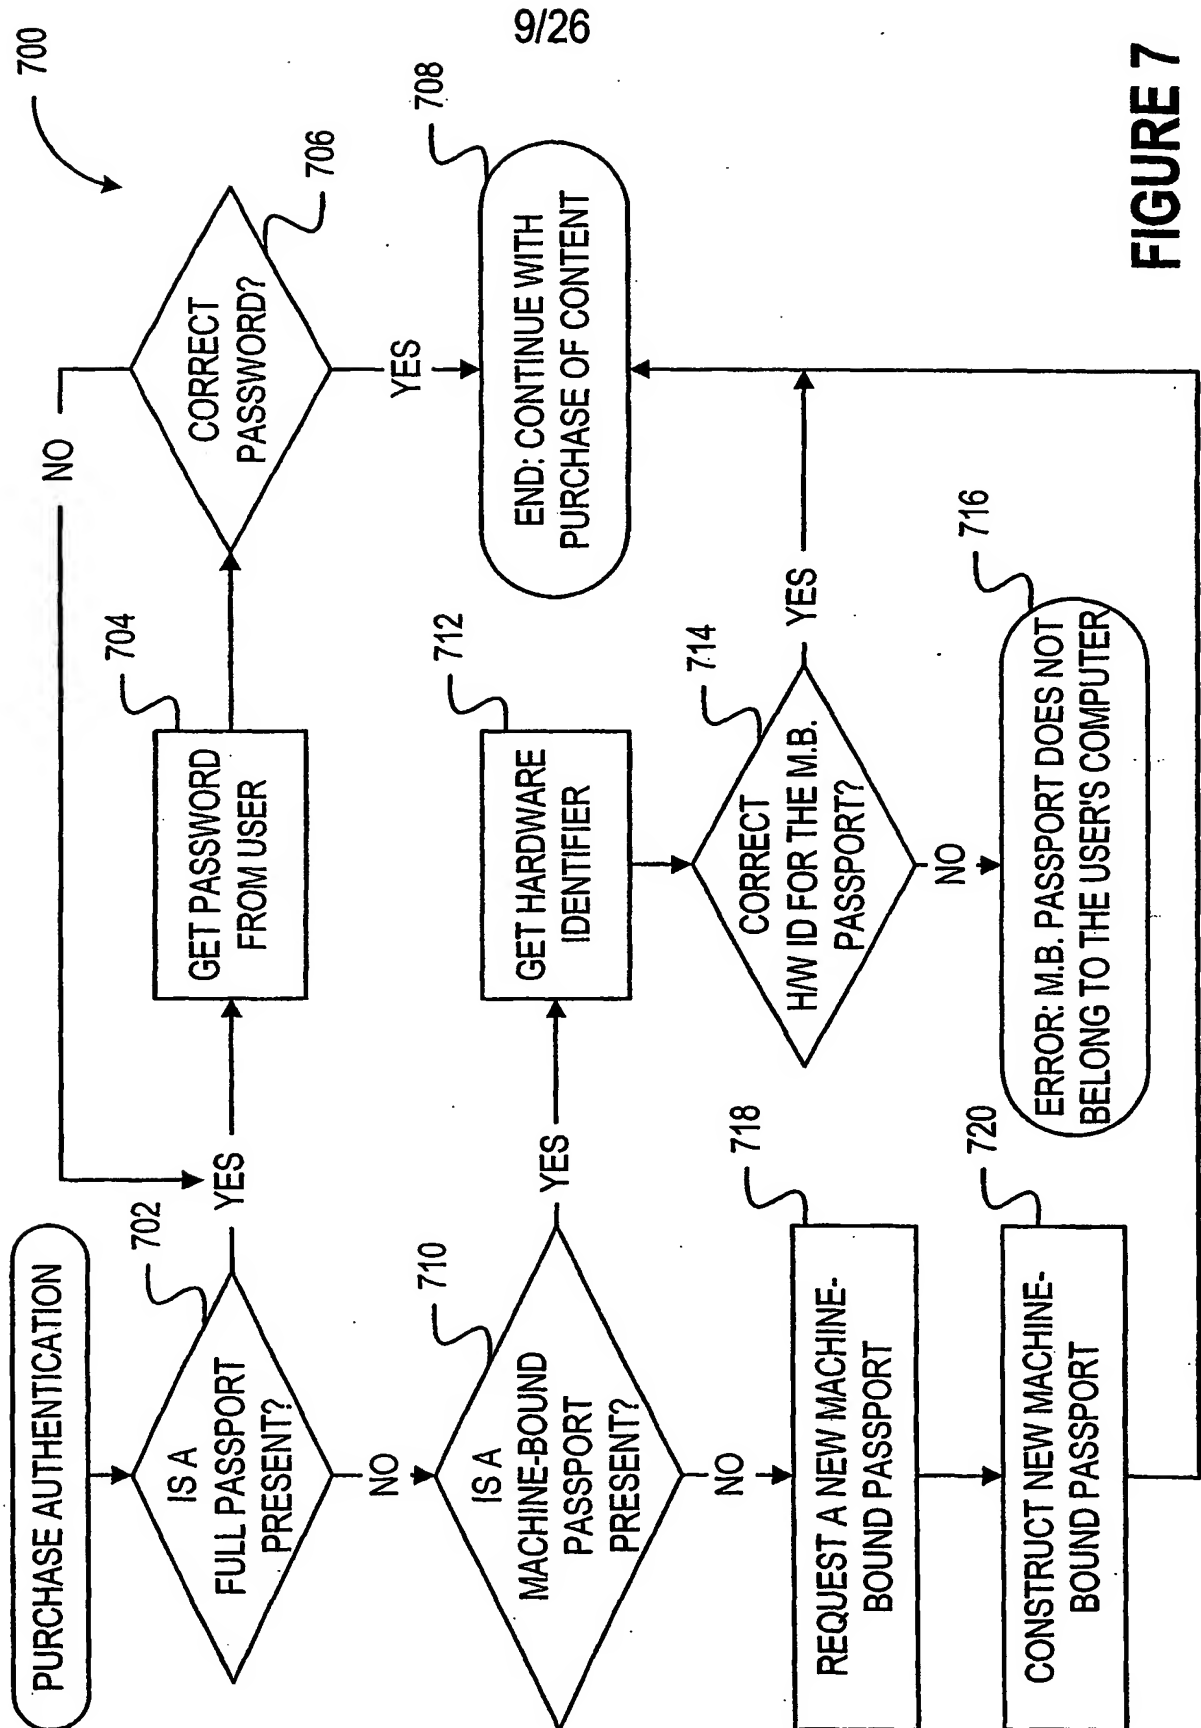 9/26
700
PURCHASE AUTHENTICATION
702
IS A
FULL PASSPORT
PRESENT?
YES
NO
704
GET PASSWORD
FROM USER
706
CORRECT
PASSWORD?
NO
YES
708
END: CONTINUE WITH
PURCHASE OF CONTENT
710
IS A
MACHINE-BOUND
PASSPORT
PRESENT?
YES
NO
712
GET HARDWARE
IDENTIFIER
714
CORRECT
H/W ID FOR THE M.B.
PASSPORT?
YES
NO
716
ERROR: M.B. PASSPORT DOES NOT
BELONG TO THE USER'S COMPUTER
718
REQUEST A NEW MACHINE-
BOUND PASSPORT
720
CONSTRUCT NEW MACHINE-
BOUND PASSPORT
FIGURE 7